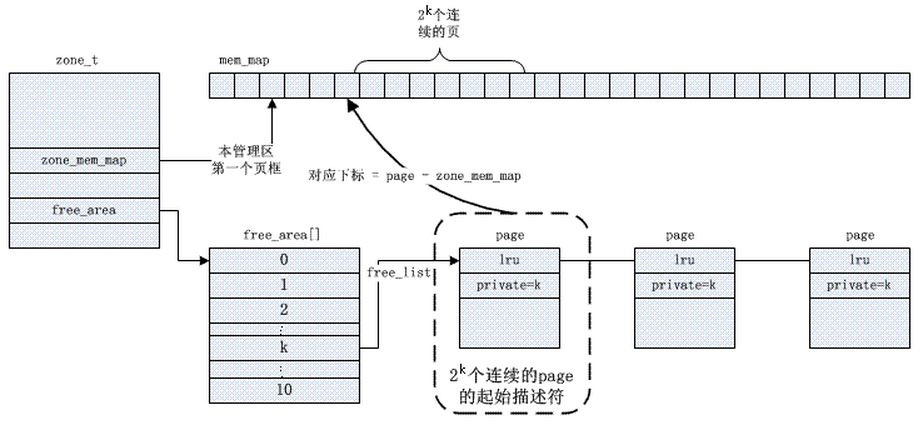 2k个连
续的页
zone_t
mem_map
zone_mem_map
本管理区
第一个页框
对应下标 = page - zone_mem_map
free_area
free_area[]
page
page
page
0
free_list
lru
lru
lru
1
private=k
private=k
private=k
2
⋮
k
⋮
10
2k个连续的page
的起始描述符